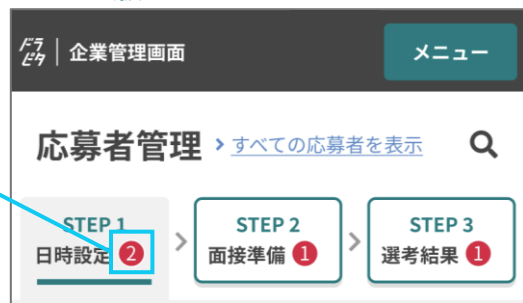 ドラピタ 企業管理画面 メニュー
応募者管理 > すべての応募者を表示
STEP 1 > STEP 2 > STEP 3
日時設定 2 面接準備 1 選考結果 1